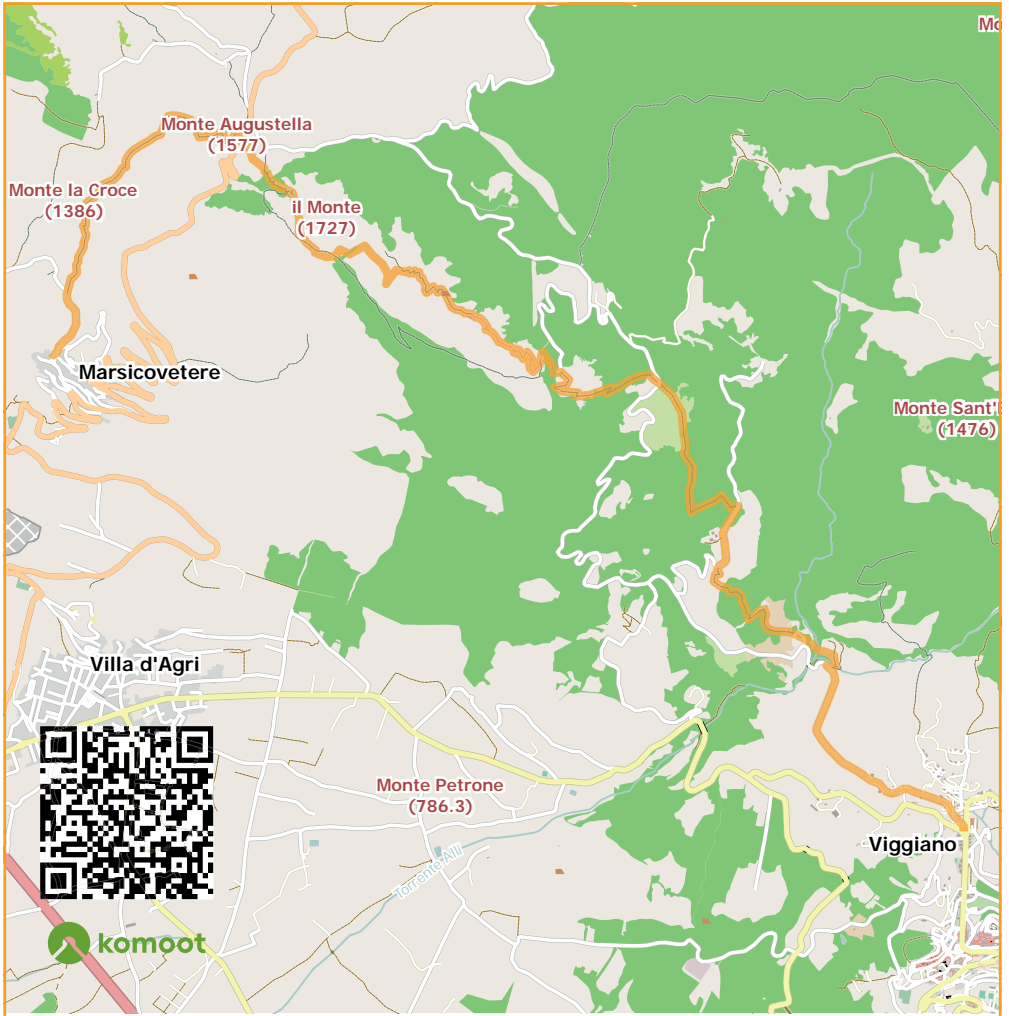 Mo
Monte Augustella
(1577)
Monte la Croce
(1386)
il Monte
(1727)
Marsicovetere
Monte Sant'E
(1476)
Villa d'Agri
Monte Petrone
(786.3)
Viggiano
Torrente Alli
komoot